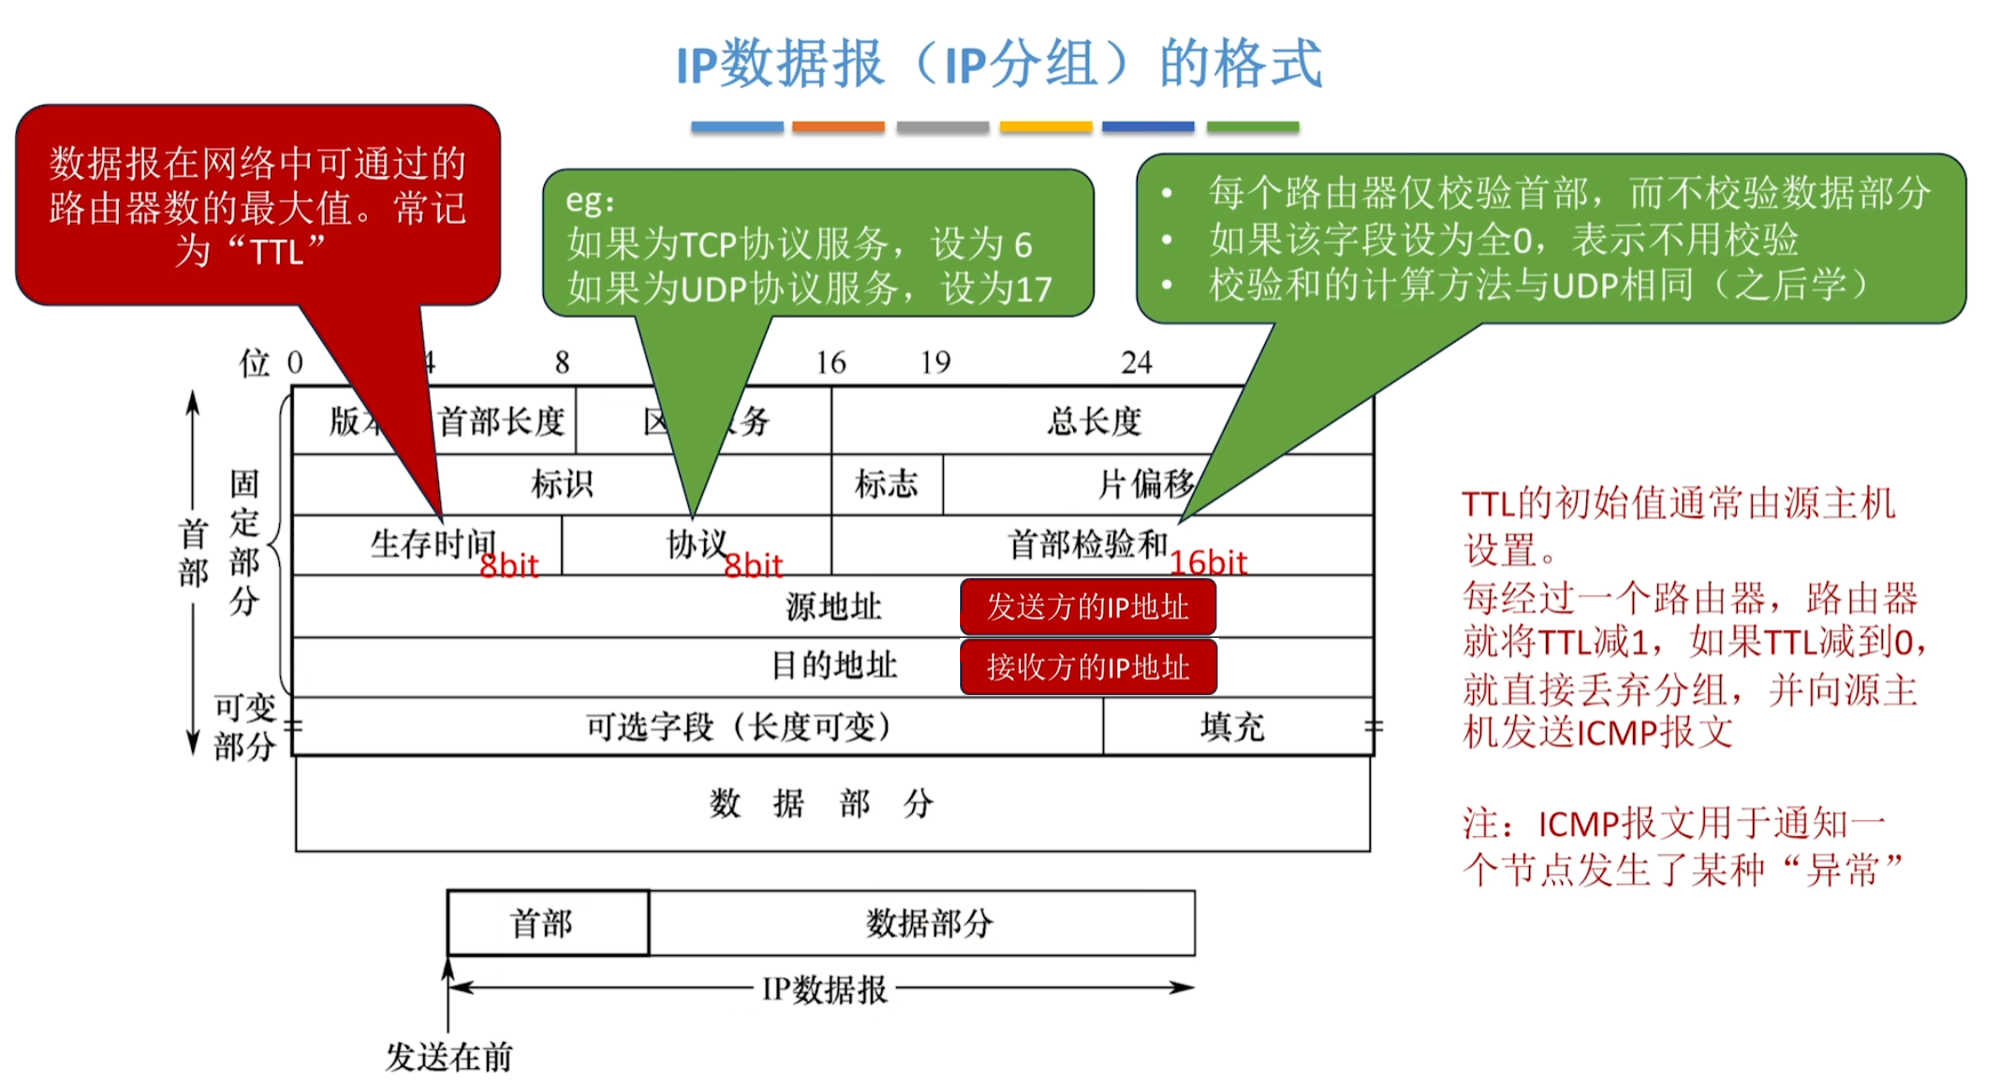 IP数据报（IP分组）的格式
数据报在网络中可通过的
路由器数的最大值。常记
为“TTL”
eg：
如果为TCP协议服务，设为 6
如果为UDP协议服务，设为17
• 每个路由器仅校验首部，而不校验数据部分
• 如果该字段设为全0，表示不用校验
• 校验和的计算方法与UDP相同（之后学）
位 0 4 8 16 19 24
版本 首部长度 区 服务 总长度
标识 标志 片偏移
生存时间 8bit 协议 8bit 首部检验和 16bit
源地址 发送方的IP地址
目的地址 接收方的IP地址
可选字段（长度可变） 填充
数 据 部 分
首部
固定部分
可变
部分
TTL的初始值通常由源主机
设置。
每经过一个路由器，路由器
就将TTL减1，如果TTL减到0，
就直接丢弃分组，并向源主
机发送ICMP报文
注：ICMP报文用于通知一
个节点发生了某种“异常”
首部 数据部分
IP数据报
发送在前